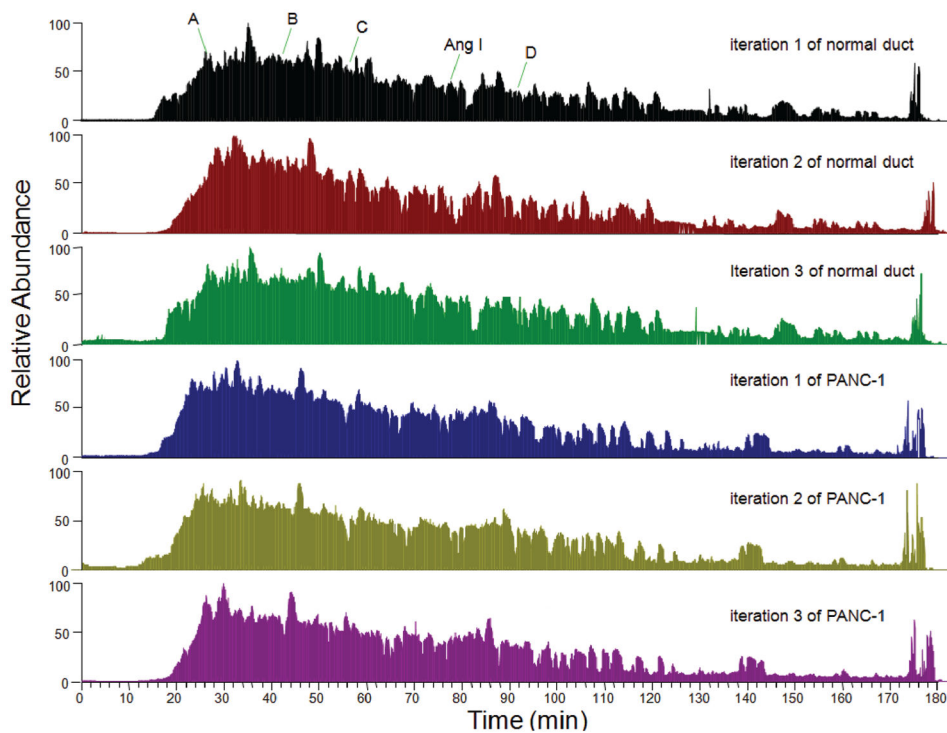 100
50
0
A
B
C
Ang I
D
iteration 1 of normal duct
100
50
0
iteration 2 of normal duct
100
50
0
Iteration 3 of normal duct
100
50
0
iteration 1 of PANC-1
100
50
0
iteration 2 of PANC-1
100
50
0
iteration 3 of PANC-1
Relative Abundance
0 10 20 30 40 50 60 70 80 90 100 110 120 130 140 150 160 170 180
Time (min)